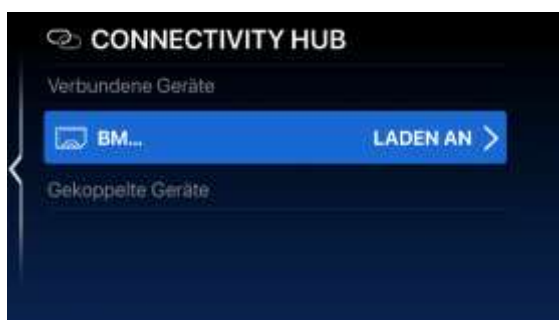 CONNECTIVITY HUB
Verbundene Geräte
BM... LADEN AN
Gekoppelte Geräte